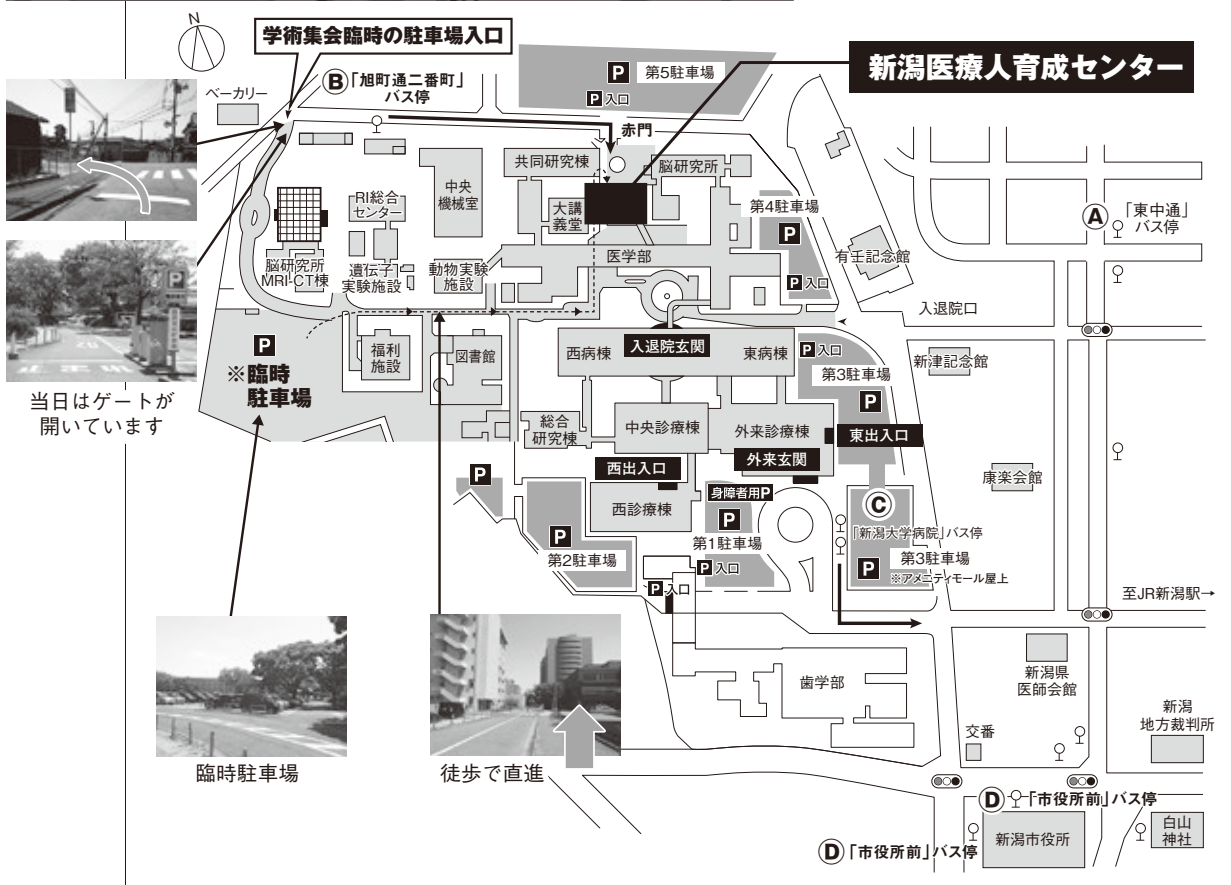 N
学術集会臨時の駐車場入口
ベーカリー
Ⓑ「旭町通二番町」
バス停
P 第5駐車場
P入口
新潟医療人育成センター
赤門
共同研究棟
脳研究所
中央
機械室
RI総合
センター
大講
義堂
第4駐車場
P
P入口
Ⓐ「東中通」
バス停
有壬記念館
医学部
脳研究所
MRI-CT棟
遺伝子
実験施設
動物実験
施設
入退院口
当日はゲートが
開いています
P
※臨時
駐車場
福利
施設
図書館
西病棟
入退院玄関
東病棟
P入口
第3駐車場
P
新津記念館
総合
研究棟
中央診療棟
外来診療棟
東出入口
西出入口
外来玄関
康楽会館
P
西診療棟
身障者用P
P
第1駐車場
P入口
P
第2駐車場
P入口
Ⓒ
「新潟大学病院」バス停
第3駐車場
P ※アメニティモール屋上
至JR新潟駅→
歯学部
新潟県
医師会館
新潟
地方裁判所
交番
臨時駐車場
徒歩で直進
Ⓓ「市役所前」バス停
Ⓓ「市役所前」バス停
新潟市役所
白山
神社